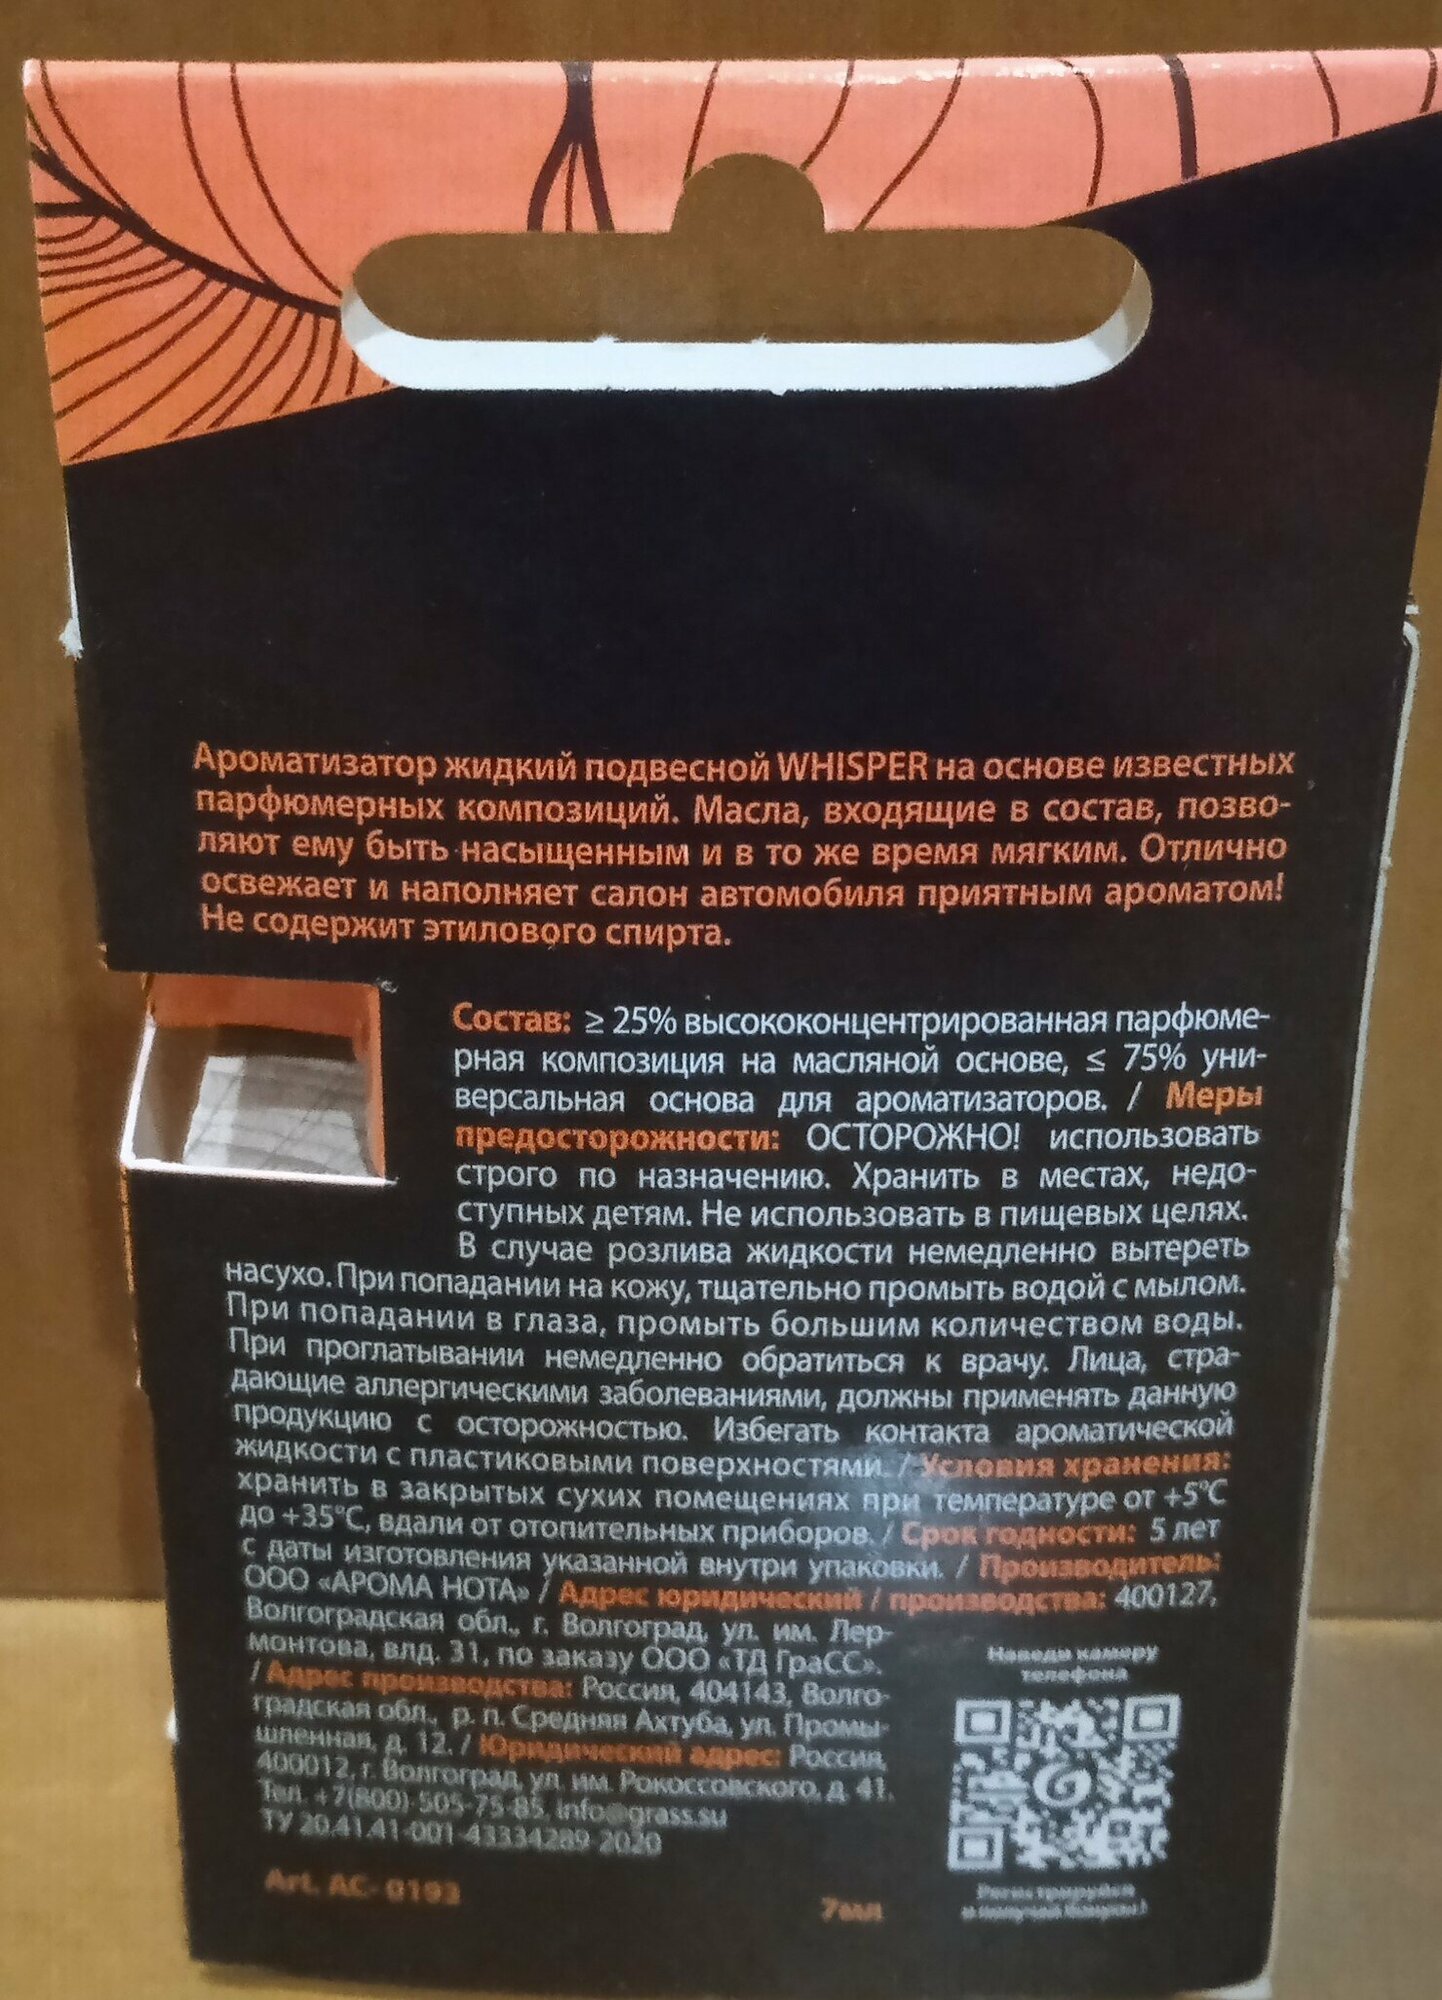 Ароматизатор жидкий подвесной WHISPER на основе известных
парфюмерных композиций. Масла, входящие в состав, позво-
ляют ему быть насыщенным и в то же время мягким. Отлично
освежает и наполняет салон автомобиля приятным ароматом!
Не содержит этилового спирта.
Состав: ≥ 25% высококонцентрированная парфюме-
рная композиция на масляной основе, ≤ 75% уни-
версальная основа для ароматизаторов. / Меры
предосторожности: ОСТОРОЖНО! использовать
строго по назначению. Хранить в местах, недо-
ступных детям. Не использовать в пищевых целях.
В случае розлива жидкости немедленно вытереть
насухо. При попадании на кожу, тщательно промыть водой с мылом.
При попадании в глаза, промыть большим количеством воды.
При проглатывании немедленно обратиться к врачу. Лица, стра-
дающие аллергическими заболеваниями, должны применять данную
продукцию с осторожностью. Избегать контакта ароматической
жидкости с пластиковыми поверхностями. / Условия хранения:
хранить в закрытых сухих помещениях при температуре от +5°С
до +35°С, вдали от отопительных приборов. / Срок годности: 5 лет
с даты изготовления указанной внутри упаковки. / Производитель:
ООО «АРОМА НОТА» / Адрес юридический / производства: 400127,
Волгоградская обл., г. Волгоград, ул. им. Лер-
монтова, влд. 31, по заказу ООО «ТД ГраСС».
/ Адрес производства: Россия, 404143, Волго-
градская обл., р. п. Средняя Ахтуба, ул. Промы-
шленная, д. 12. / Юридический адрес: Россия,
400012, г. Волгоград, ул. им. Рокоссовского, д. 41.
Тел. +7(800) 505-75-85, info@grass.su
ТУ 20.41.41-001-43334289-2020
Art. AC- 0193
7мл
Наведи камеру
телефона
G
Регистрируйся
и получай бонусы!